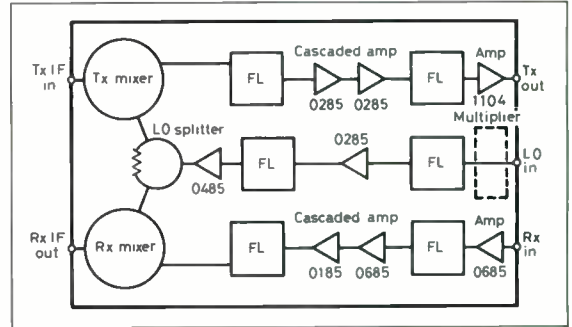 Cascaded amp
Amp
Tx IF
in
Tx mixer
FL
FL
Tx
out
0285
0285
1104
Multiplier
LO splitter
0285
FL
FL
LO
in
0485
Cascaded amp
Amp
Rx IF
out
Rx mixer
FL
FL
Rx
in
0185
0685
0685